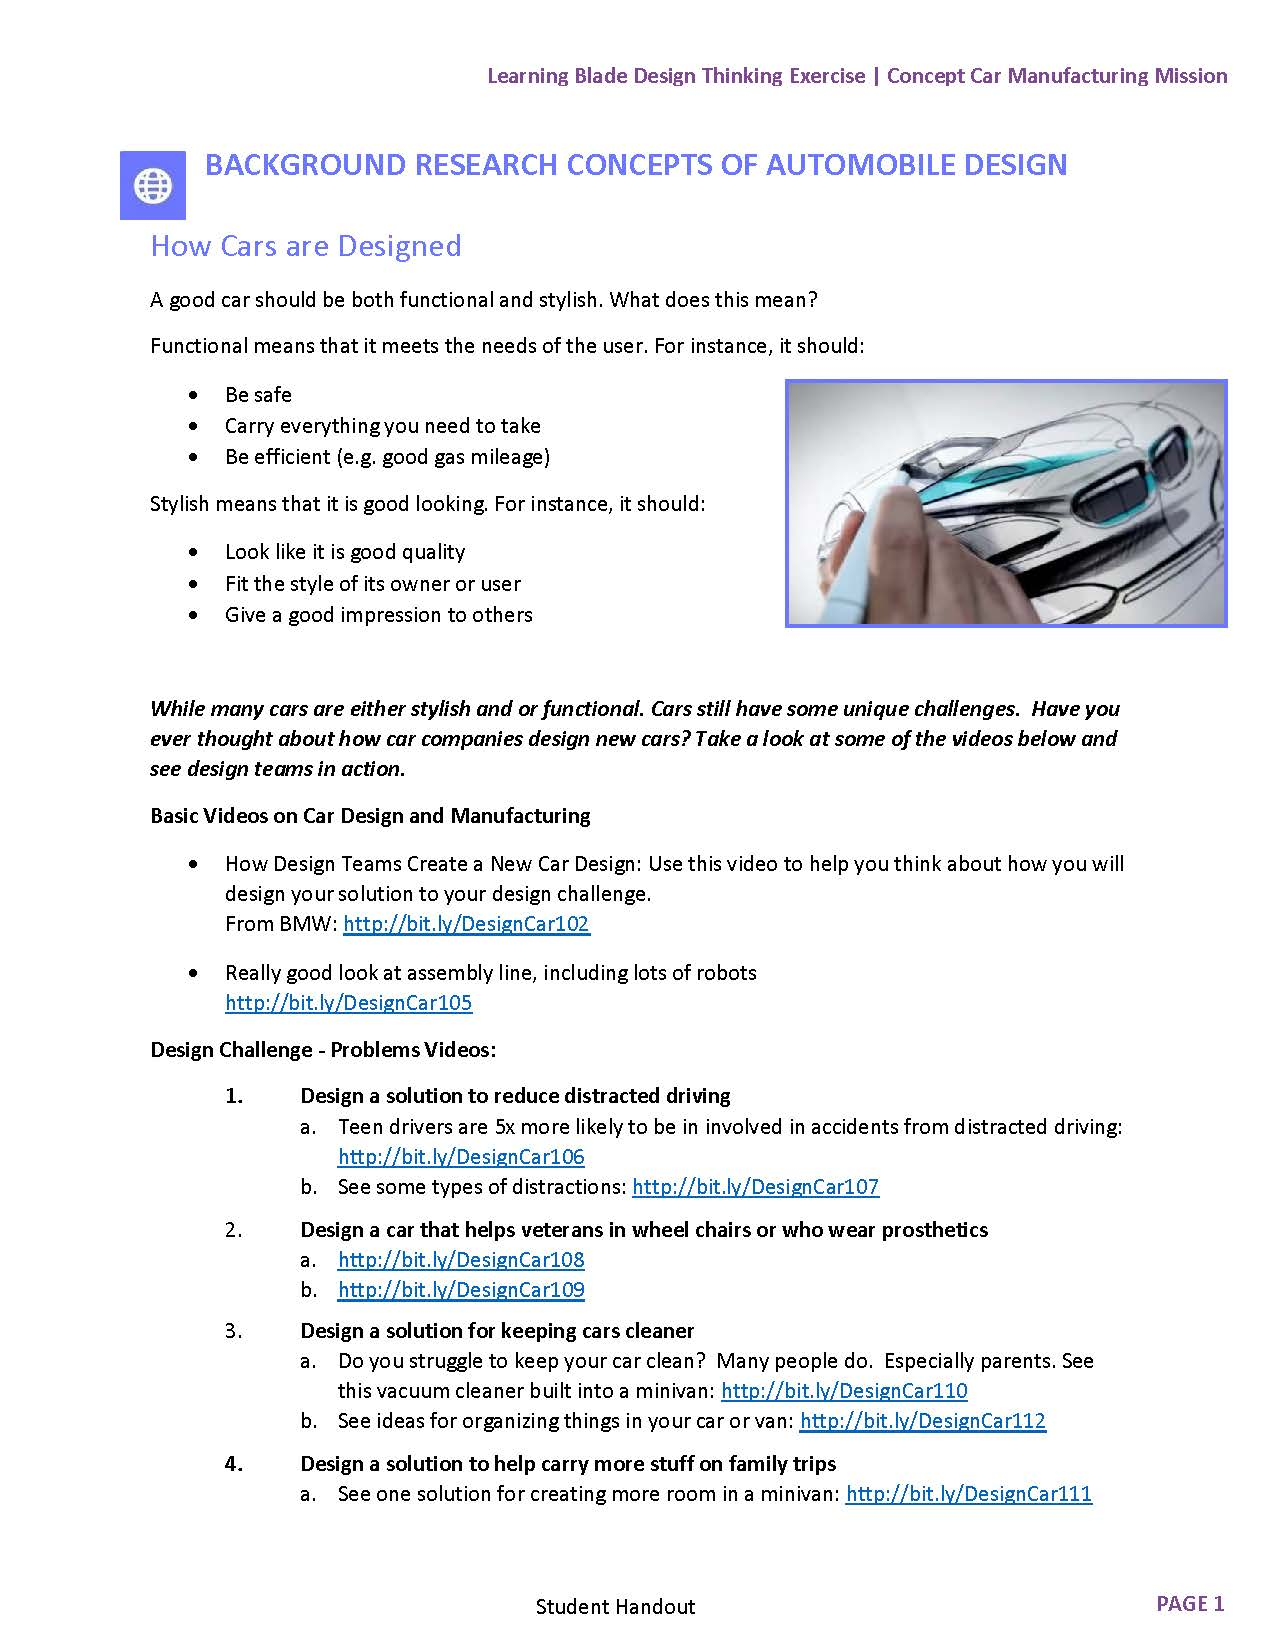 Learning Blade Design Thinking Exercise | Concept Car Manufacturing Mission
BACKGROUND RESEARCH CONCEPTS OF AUTOMOBILE DESIGN
How Cars are Designed
A good car should be both functional and stylish. What does this mean?
Functional means that it meets the needs of the user. For instance, it should:
• Be safe
• Carry everything you need to take
• Be efficient (e.g. good gas mileage)
Stylish means that it is good looking. For instance, it should:
• Look like it is good quality
• Fit the style of its owner or user
• Give a good impression to others
While many cars are either stylish and or functional. Cars still have some unique challenges.  Have you
ever thought about how car companies design new cars? Take a look at some of the videos below and
see design teams in action.
Basic Videos on Car Design and Manufacturing
• How Design Teams Create a New Car Design: Use this video to help you think about how you will
design your solution to your design challenge.
From BMW: http://bit.ly/DesignCar102
• Really good look at assembly line, including lots of robots
http://bit.ly/DesignCar105
Design Challenge - Problems Videos:
1. Design a solution to reduce distracted driving
a. Teen drivers are 5x more likely to be in involved in accidents from distracted driving:
http://bit.ly/DesignCar106
b. See some types of distractions: http://bit.ly/DesignCar107
2. Design a car that helps veterans in wheel chairs or who wear prosthetics
a. http://bit.ly/DesignCar108
b. http://bit.ly/DesignCar109
3. Design a solution for keeping cars cleaner
a. Do you struggle to keep your car clean?  Many people do.  Especially parents. See
this vacuum cleaner built into a minivan: http://bit.ly/DesignCar110
b. See ideas for organizing things in your car or van: http://bit.ly/DesignCar112
4. Design a solution to help carry more stuff on family trips
a. See one solution for creating more room in a minivan: http://bit.ly/DesignCar111
Student Handout
PAGE 1